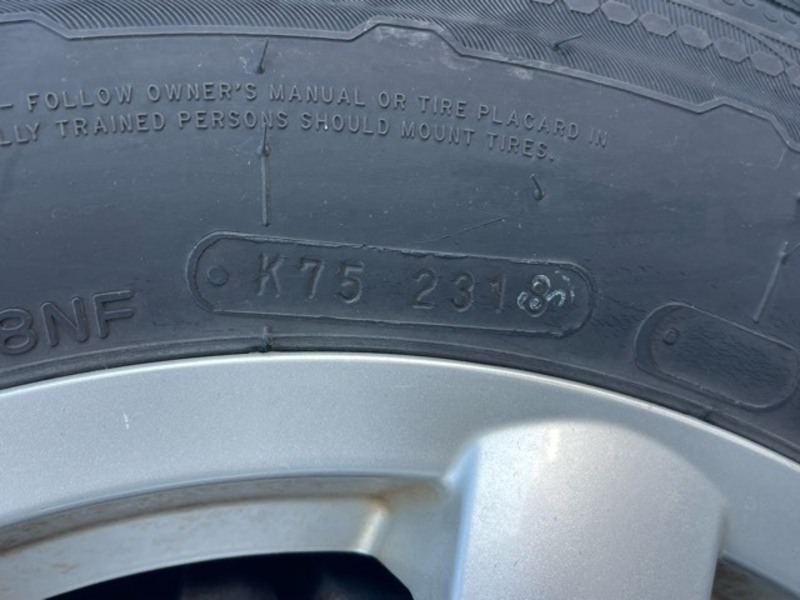 — FOLLOW OWNER'S MANUAL OR TIRE PLACARD IN
LLY TRAINED PERSONS SHOULD MOUNT TIRES.
K75 2318
8NF